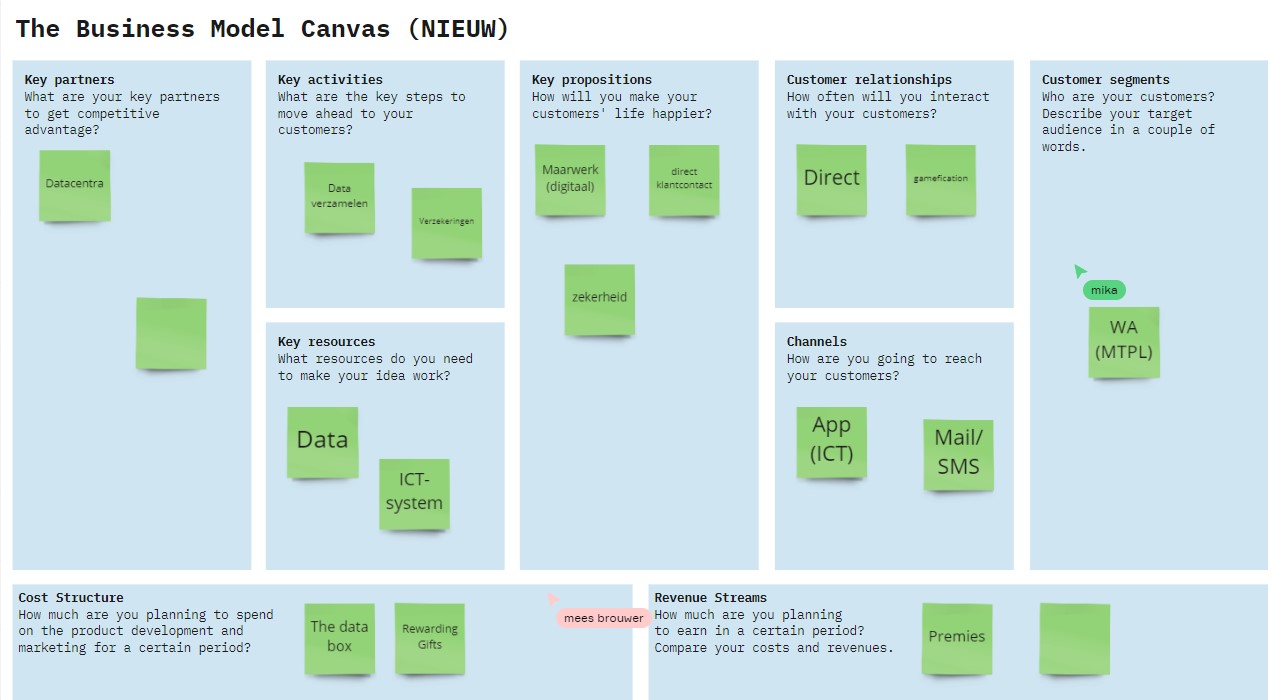 The Business Model Canvas (NIEUW)
Key partners
What are your key partners
to get competitive
advantage?
Datacentra
Key activities
What are the key steps to
move ahead to your
customers?
Data
verzamelen
Verzekeringen
Key resources
What resources do you need
to make your idea work?
Data
ICT-
system
Key propositions
How will you make your
customers' life happier?
Maarwerk
(digitaal)
direct
klantcontact
zekerheid
Customer relationships
How often will you interact
with your customers?
Direct
gamefication
Channels
How are you going to reach
your customers?
App
(ICT)
Mail/
SMS
Customer segments
Who are your customers?
Describe your target
audience in a couple of
words.
mika
WA
(MTPL)
Cost Structure
How much are you planning to spend
on the product development and
marketing for a certain period?
The data
box
Rewarding
Gifts
mees brouwer
Revenue Streams
How much are you planning
to earn in a certain period?
Compare your costs and revenues.
Premies